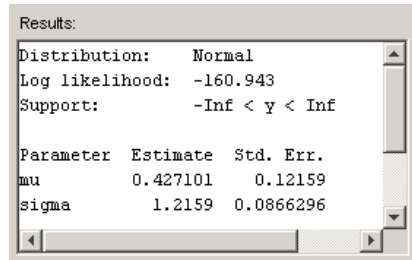 Results:
Distribution: Normal
Log likelihood: -160.943
Support: -Inf < y < Inf
Parameter Estimate Std. Err.
mu 0.427101 0.12159
sigma 1.2159 0.0866296